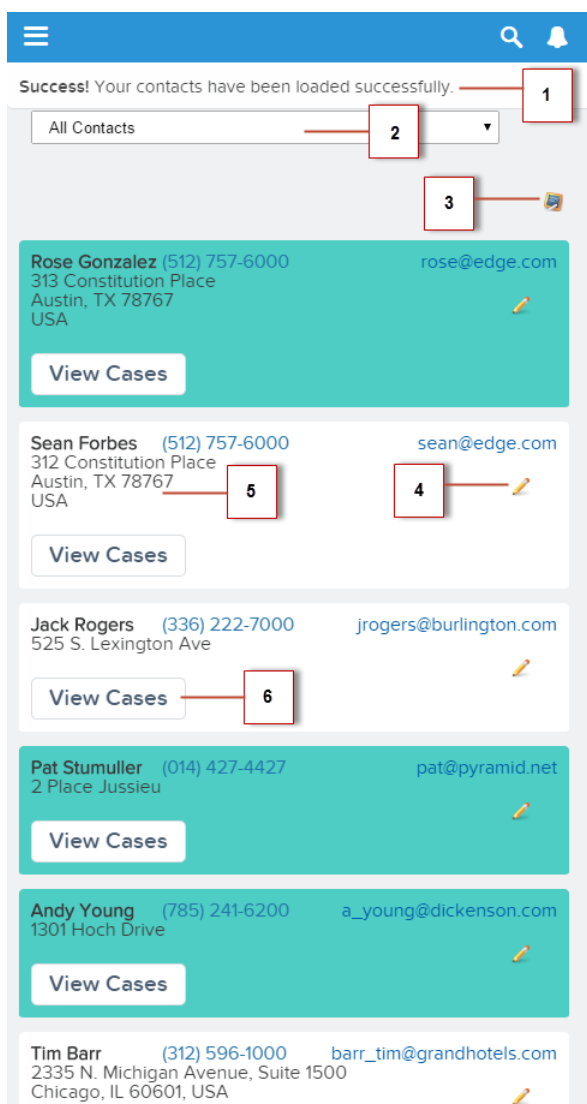 Success! Your contacts have been loaded successfully.
1
All Contacts
2
3
Rose Gonzalez (512) 757-6000 rose@edge.com
313 Constitution Place
Austin, TX 78767
USA
View Cases
Sean Forbes (512) 757-6000 sean@edge.com
312 Constitution Place
Austin, TX 78767
5
4
USA
View Cases
Jack Rogers (336) 222-7000 jrogers@burlington.com
525 S. Lexington Ave
View Cases
6
Pat Stumuller (014) 427-4427 pat@pyramid.net
2 Place Jussieu
View Cases
Andy Young (785) 241-6200 a_young@dickenson.com
1301 Hoch Drive
View Cases
Tim Barr (312) 596-1000 barr_tim@grandhotels.com
2335 N. Michigan Avenue, Suite 1500
Chicago, IL 60601, USA